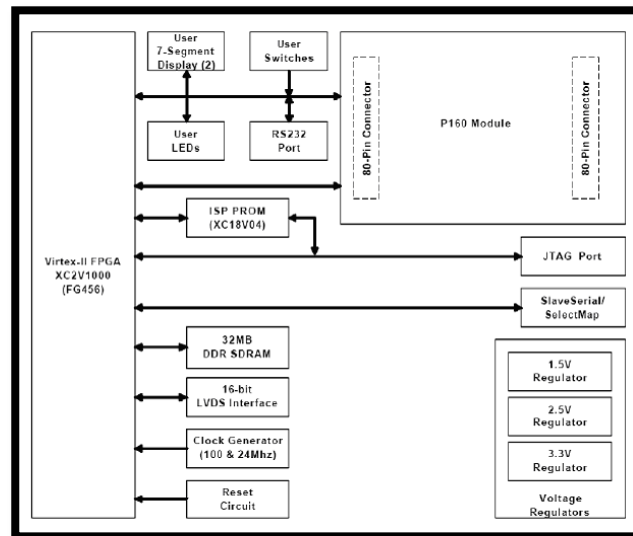 User
7-Segment
Display (2)
User
Switches
User
LEDs
RS232
Port
P160 Module
80-Pin Connector
80-Pin Connector
ISP PROM
(XC18V04)
Virtex-II FPGA
XC2V1000
(FG456)
JTAG Port
SlaveSerial/
SelectMap
32MB
DDR SDRAM
16-bit
LVDS Interface
Clock Generator
(100 & 24Mhz)
Reset
Circuit
1.5V
Regulator
2.5V
Regulator
3.3V
Regulator
Voltage
Regulators